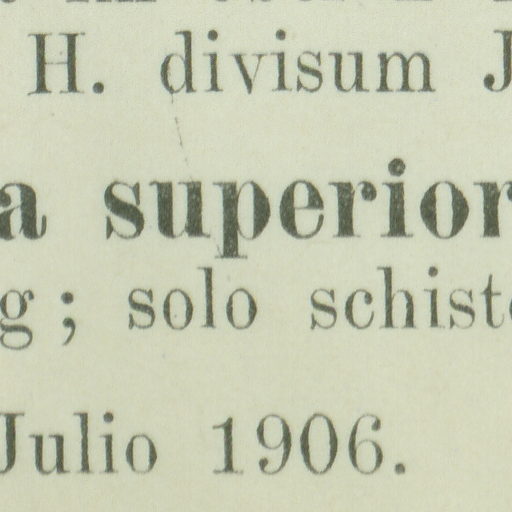 H. divisum J
a superior
g; solo schist
Julio 1906.